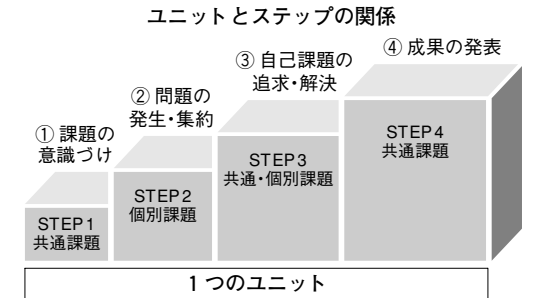 ユニットとステップの関係
① 課題の
意識づけ
② 問題の
発生・集約
③ 自己課題の
追求・解決
④ 成果の発表
STEP1
共通課題
STEP2
個別課題
STEP3
共通・個別課題
STEP4
共通課題
1つのユニット